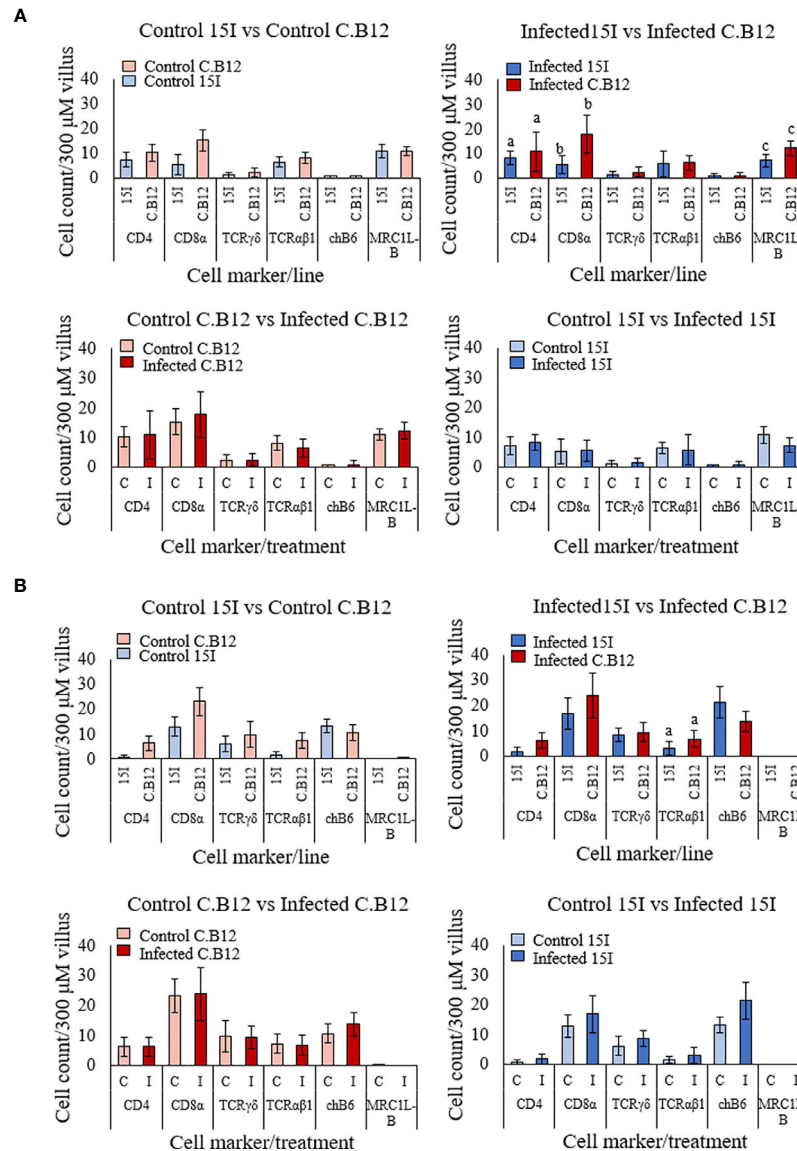 A
Control 15I vs Control C.B12
Cell count/300 µM villus
40
30
20
10
0
Control C.B12
Control 15I
15I C.B12 15I C.B12 15I C.B12 15I C.B12 15I C.B12 15I C.B12
CD4 CD8α TCRγδ TCRαβ1 chB6 MRC1L-
B
Cell marker/line
Infected15I vs Infected C.B12
Cell count/300 µM villus
40
30
20
10
0
Infected 15I
Infected C.B12
a a b b c c
15I C.B12 15I C.B12 15I C.B12 15I C.B12 15I C.B12 15I C.B12
CD4 CD8α TCRγδ TCRαβ1 chB6 MRC1L-
B
Cell marker/line
Control C.B12 vs Infected C.B12
Cell count/300 µM villus
40
30
20
10
0
Control C.B12
Infected C.B12
C I C I C I C I C I C I
CD4 CD8α TCRγδ TCRαβ1 chB6 MRC1L-
B
Cell marker/treatment
Control 15I vs Infected 15I
Cell count/300 µM villus
40
30
20
10
0
Control 15I
Infected 15I
C I C I C I C I C I C I
CD4 CD8α TCRγδ TCRαβ1 chB6 MRC1L-
B
Cell marker/treatment
B
Control 15I vs Control C.B12
Cell count/300 µM villus
40
30
20
10
0
Control C.B12
Control 15I
15I C.B12 15I C.B12 15I C.B12 15I C.B12 15I C.B12 15I C.B12
CD4 CD8α TCRγδ TCRαβ1 chB6 MRC1L-
B
Cell marker/line
Infected15I vs Infected C.B12
Cell count/300 µM villus
40
30
20
10
0
Infected 15I
Infected C.B12
a a
15I C.B12 15I C.B12 15I C.B12 15I C.B12 15I C.B12 15I C.B12
CD4 CD8α TCRγδ TCRαβ1 chB6 MRC1L-
B
Cell marker/line
Control C.B12 vs Infected C.B12
Cell count/300 µM villus
40
30
20
10
0
Control C.B12
Infected C.B12
C I C I C I C I C I C I
CD4 CD8α TCRγδ TCRαβ1 chB6 MRC1L-
B
Cell marker/treatment
Control 15I vs Infected 15I
Cell count/300 µM villus
40
30
20
10
0
Control 15I
Infected 15I
C I C I C I C I C I C I
CD4 CD8α TCRγδ TCRαβ1 chB6 MRC1L-
B
Cell marker/treatment